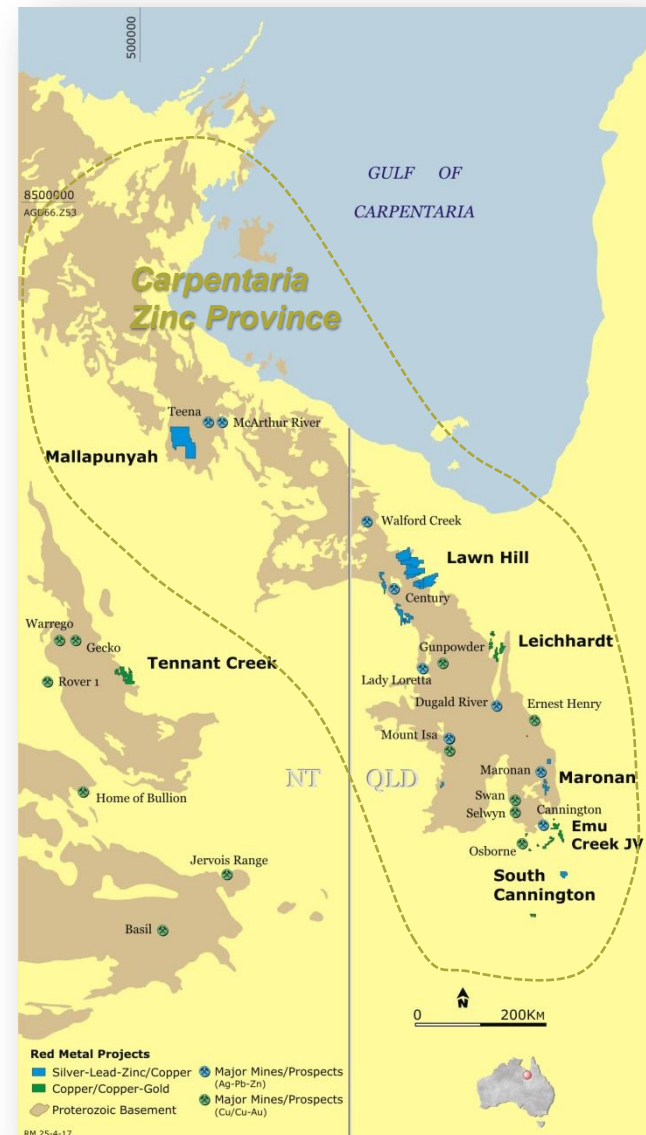 500000
GULF OF
CARPENTARIA
8500000
AGD66.Z53
Carpentaria
Zinc Province
Teena
McArthur River
Mallapunyah
Walford Creek
Lawn Hill
Century
Warrego
Gecko
Gunpowder
Leichhardt
Tennant Creek
Lady Loretta
Rover 1
Dugald River
Ernest Henry
Mount Isa
NT
QLD
Maronan
Maronan
Home of Bullion
Swan
Selwyn
Cannington
Emu
Creek JV
Osborne
Jervois Range
South
Cannington
Basil
N
0
200KM
Red Metal Projects
Silver-Lead-Zinc/Copper
Copper/Copper-Gold
Proterozoic Basement
Major Mines/Prospects
(Ag-Pb-Zn)
Major Mines/Prospects
(Cu/Cu-Au)
RM 25-4-17